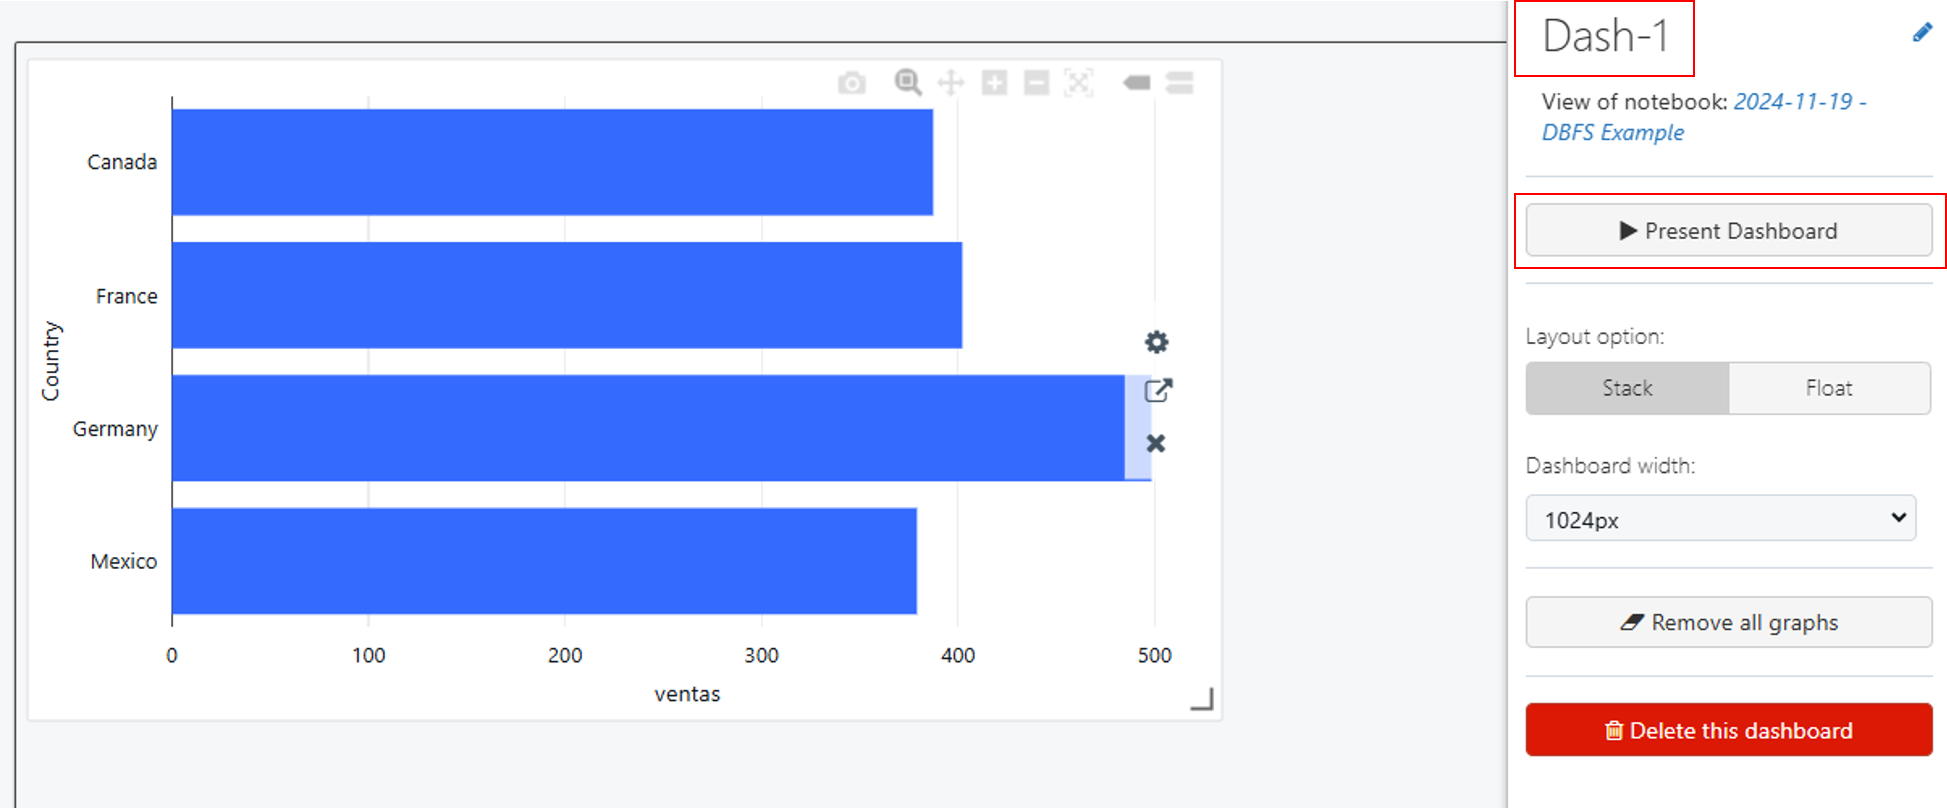 Canada
France
Germany
Mexico
Country
0 100 200 300 400 500
ventas
Dash-1
View of notebook: 2024-11-19 -
DBFS Example
Present Dashboard
Layout option:
Stack Float
Dashboard width:
1024px
Remove all graphs
Delete this dashboard